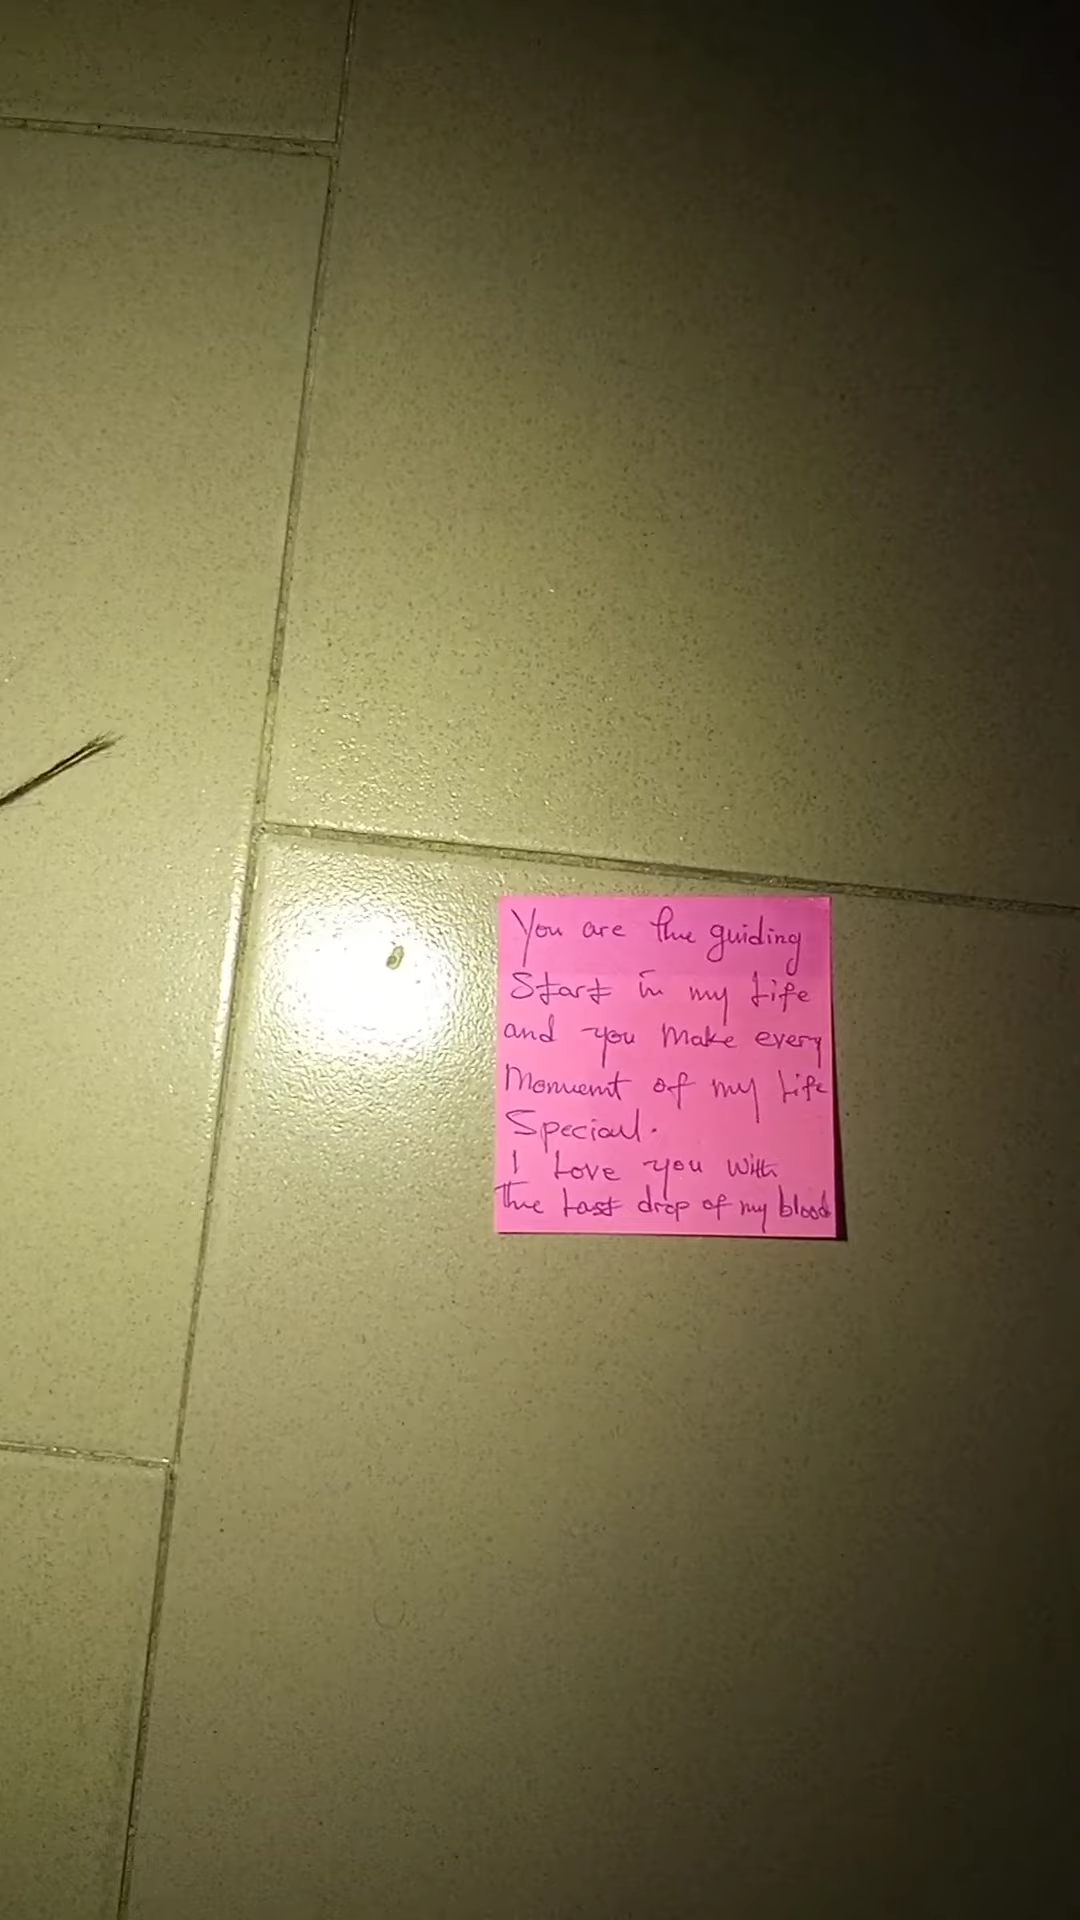 You are the guiding
Start in my Life
and you Make every
Monuemt of my Life
Special.
I Love you with
the Last drop of my blood